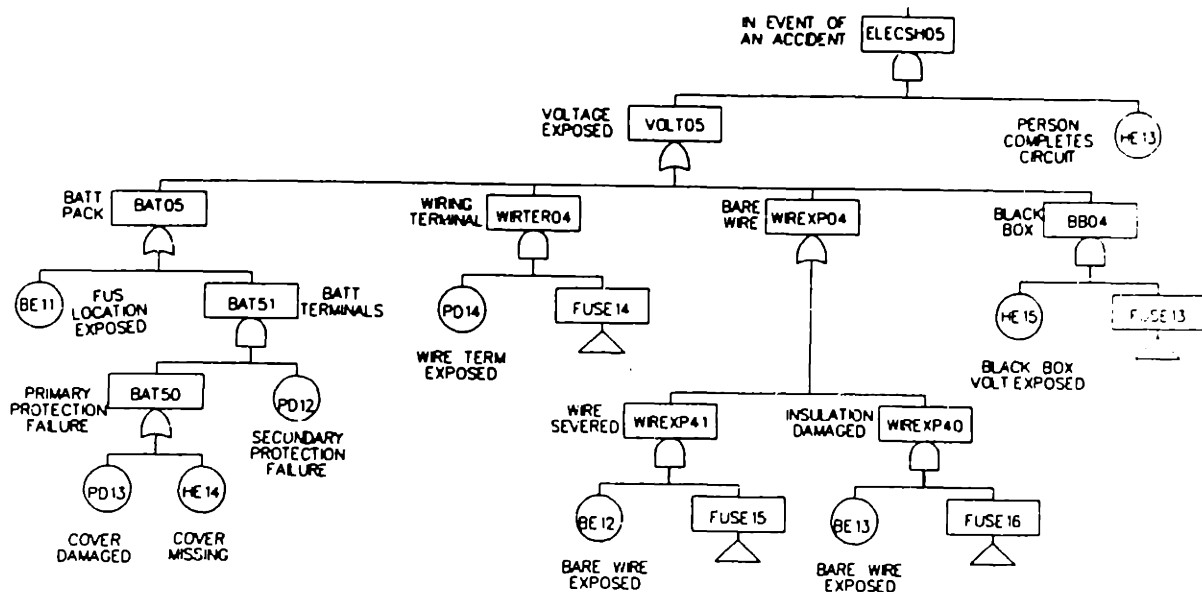 IN EVENT OF
AN ACCIDENT
ELECSH05
VOLTAGE
EXPOSED
VOLT05
PERSON
COMPLETES
CIRCUIT
HE13
BATT
PACK
BAT05
WIRING
TERMINAL
WIRTER04
BARE
WIRE
WIREXP04
BLACK
BOX
BB04
BE11
FUS
LOCATION
EXPOSED
BAT51
BATT
TERMINALS
PD14
FUSE14
WIRE TERM
EXPOSED
HE15
FUSE13
BLACK BOX
VOLT EXPOSED
PRIMARY
PROTECTION
FAILURE
BAT50
PD12
SECUNDARY
PROTECTION
FAILURE
WIRE
SEVERED
WIREXP41
INSULATION
DAMAGED
WIREXP40
PD13
HE14
COVER
DAMAGED
COVER
MISSING
BE12
FUSE15
BARE WIRE
EXPOSED
BE13
FUSE16
BARE WIRE
EXPOSED